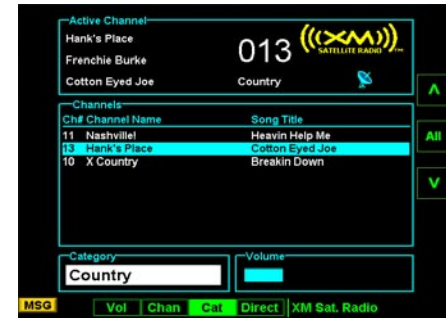 Active Channel
Hank's Place
Frenchie Burke
Cotton Eyed Joe
013
Country
((( XM ))) TM
SATELLITE RADIO
Channels
Ch# Channel Name Song Title
11 Nashville! Heavin Help Me
13 Hank's Place Cotton Eyed Joe
10 X Country Breakin Down
Category
Country
Volume
Λ
All
V
MSG
Vol Chan Cat Direct XM Sat. Radio